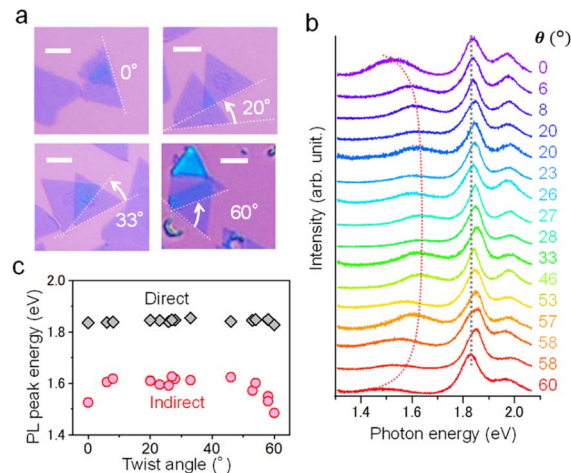 a
0°
20°
33°
60°
b
Intensity (arb. unit.)
θ (°)
0
6
8
20
20
23
26
27
28
33
46
53
57
58
58
60
1.4 1.6 1.8 2.0
Photon energy (eV)
c
PL peak energy (eV)
2.0
1.8
1.6
1.4
Direct
Indirect
0 20 40 60
Twist angle (°)